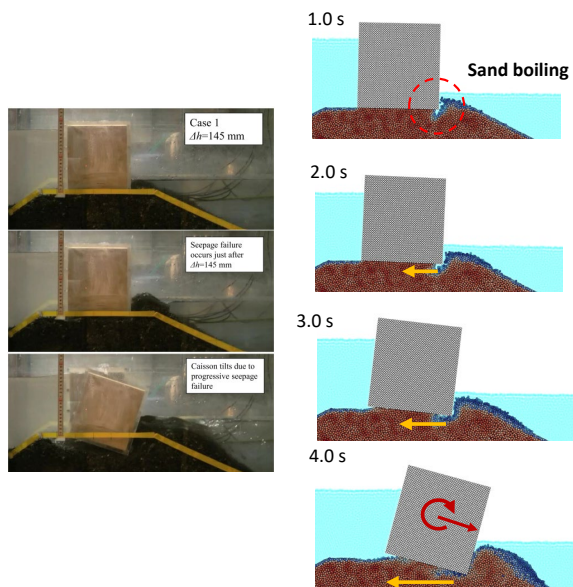 Case 1
Δh=145 mm
Seepage failure
occurs just after
Δh=145 mm
Caisson tilts due to
progressive seepage
failure
1.0 s
Sand boiling
2.0 s
3.0 s
4.0 s